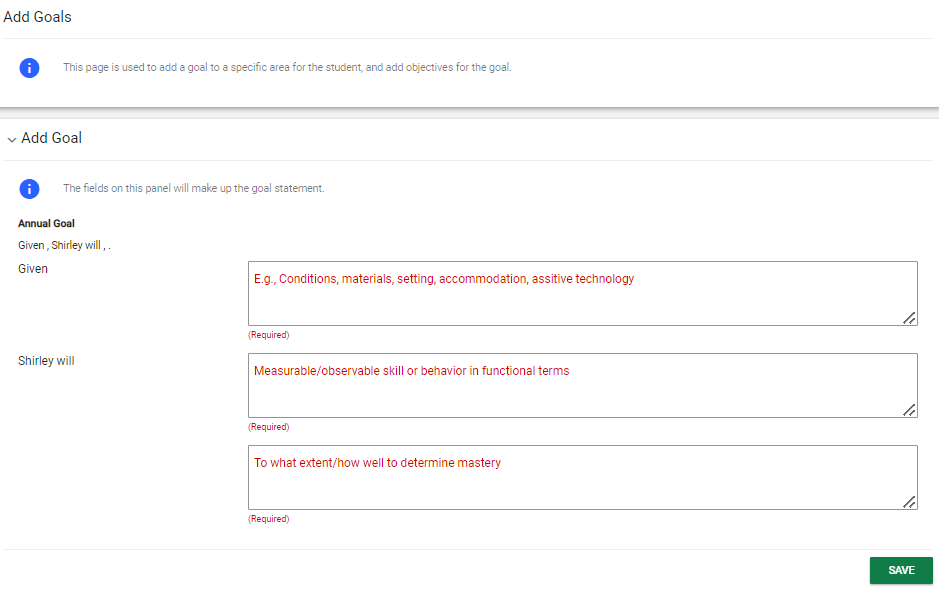 Add Goals
This page is used to add a goal to a specific area for the student, and add objectives for the goal.
Add Goal
The fields on this panel will make up the goal statement.
Annual Goal
Given , Shirley will , .
Given
E.g., Conditions, materials, setting, accommodation, assitive technology
(Required)
Shirley will
Measurable/observable skill or behavior in functional terms
(Required)
To what extent/how well to determine mastery
(Required)
SAVE